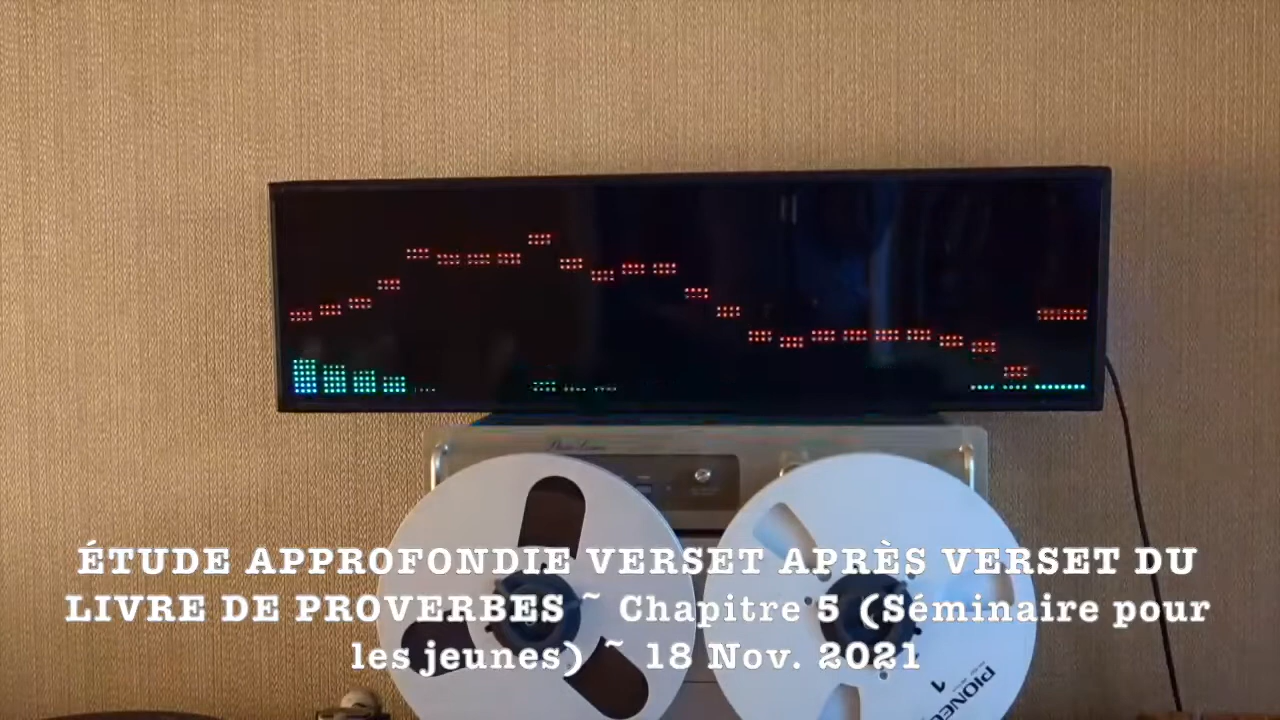 ÉTUDE APPROFONDIE VERSET APRÈS VERSET DU
LIVRE DE PROVERBES ~ Chapitre 5 (Séminaire pour
les jeunes) ~ 18 Nov. 2021
PIONEER
1